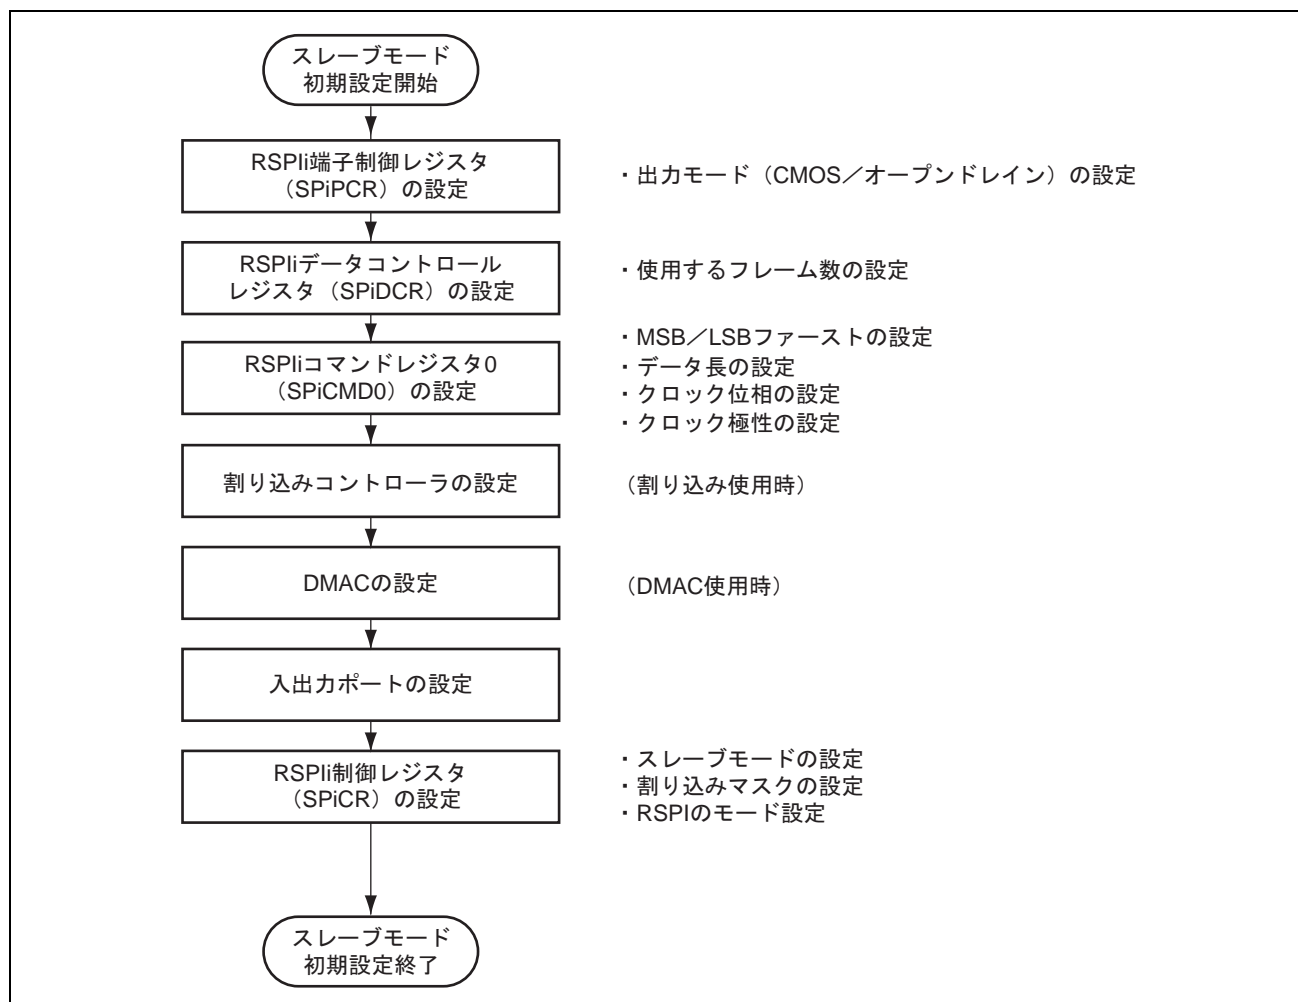 スレーブモード
初期設定開始
RSPIi端子制御レジスタ
（SPiPCR）の設定
・出力モード（CMOS／オープンドレイン）の設定
RSPIiデータコントロール
レジスタ（SPiDCR）の設定
・使用するフレーム数の設定
RSPIiコマンドレジスタ0
（SPiCMD0）の設定
・MSB／LSBファーストの設定
・データ長の設定
・クロック位相の設定
・クロック極性の設定
割り込みコントローラの設定
（割り込み使用時）
DMACの設定
（DMAC使用時）
入出力ポートの設定
RSPIi制御レジスタ
（SPiCR）の設定
・スレーブモードの設定
・割り込みマスクの設定
・RSPIのモード設定
スレーブモード
初期設定終了